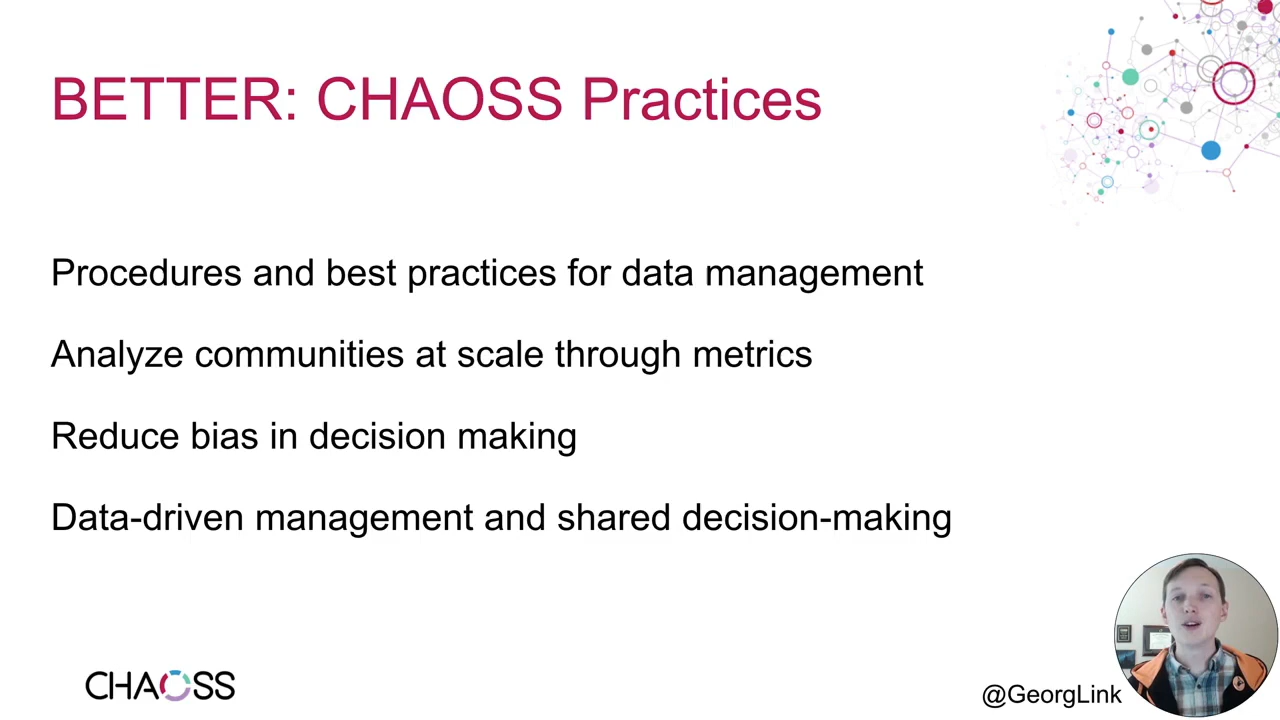 BETTER: CHAOSS Practices
Procedures and best practices for data management
Analyze communities at scale through metrics
Reduce bias in decision making
Data-driven management and shared decision-making
CHAOSS
@GeorgLink